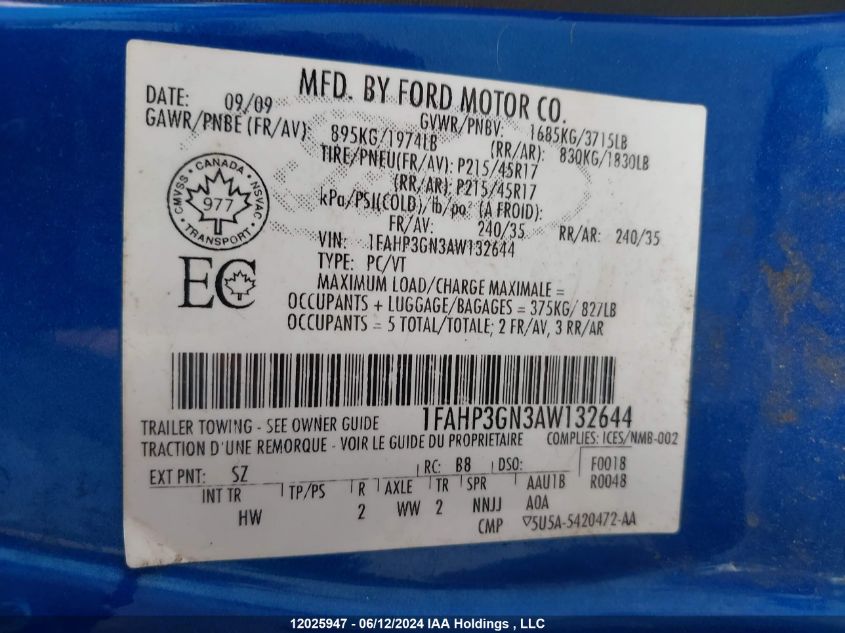 MFD. BY FORD MOTOR CO.
DATE: 09/09 GVWR/PNBV: 1685KG/3715LB
GAWR/PNBE (FR/AV): 895KG/1974LB (RR/AR): 830KG/1830LB
TIRE/PNEU(FR/AV): P215/45R17
(RR/AR): P215/45R17
kPa/PSI(COLD)/lb/po² (A FROID):
FR/AV: 240/35 RR/AR: 240/35
VIN: 1FAHP3GN3AW132644
TYPE: PC/VT
MAXIMUM LOAD/CHARGE MAXIMALE =
OCCUPANTS + LUGGAGE/BAGAGES = 375KG/ 827LB
OCCUPANTS = 5 TOTAL/TOTALE; 2 FR/AV, 3 RR/AR
CANADA
CMVSS 977 NSVAC
TRANSPORT
EC
1FAHP3GN3AW132644
TRAILER TOWING - SEE OWNER GUIDE
TRACTION D'UNE REMORQUE - VOIR LE GUIDE DU PROPRIETAIRE COMPLIES: ICES/NMB-002
EXT PNT: SZ RC: B8 DSO: F0018
INT TR TP/PS R AXLE TR SPR AAU1B R0048
HW 2 WW 2 NNJJ A0A
CMP 5U5A-5420472-AA
12025947 - 06/12/2024 IAA Holdings , LLC